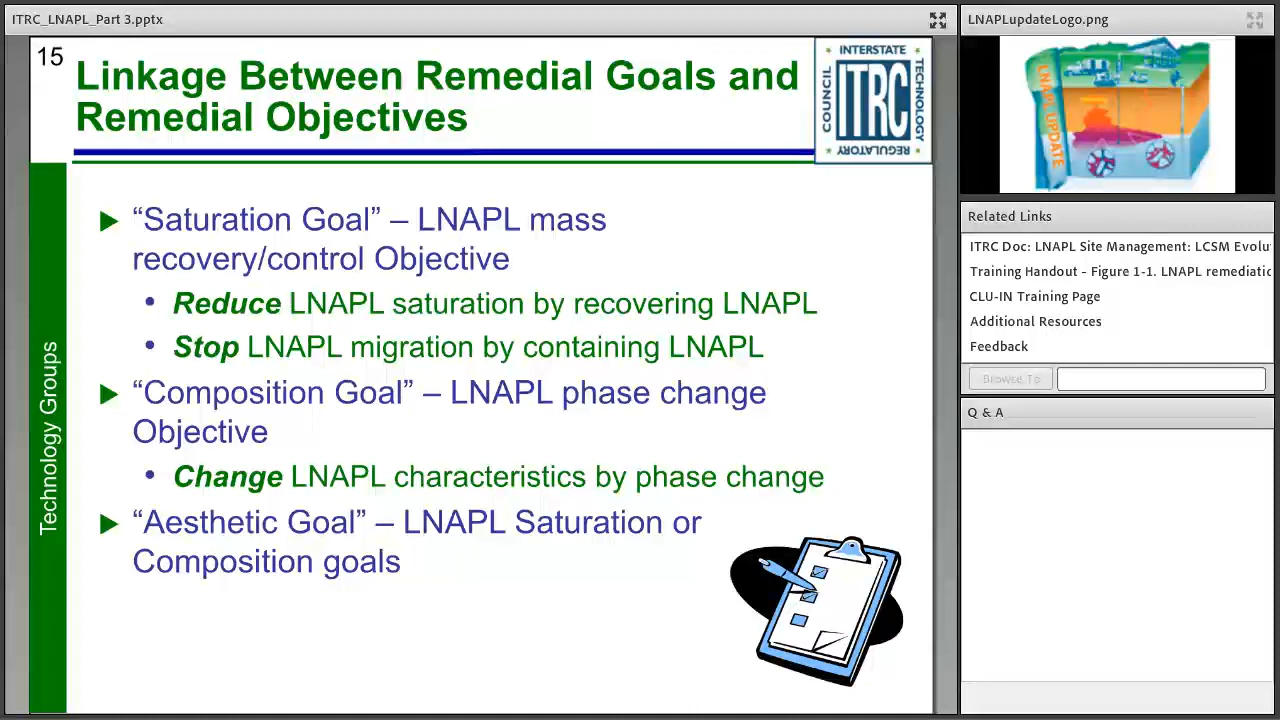 ITRC_LNAPL_Part 3.pptx
15
Linkage Between Remedial Goals and
Remedial Objectives
INTERSTATE
TECHNOLOGY
REGULATORY
COUNCIL
ITRC
Technology Groups
“Saturation Goal” – LNAPL mass
recovery/control Objective
• Reduce LNAPL saturation by recovering LNAPL
• Stop LNAPL migration by containing LNAPL
“Composition Goal” – LNAPL phase change
Objective
• Change LNAPL characteristics by phase change
“Aesthetic Goal” – LNAPL Saturation or
Composition goals
LNAPLupdateLogo.png
LNAPL UPDATE
Related Links
ITRC Doc: LNAPL Site Management: LCSM Evolu
Training Handout - Figure 1-1. LNAPL remediatic
CLU-IN Training Page
Additional Resources
Feedback
Browse To
Q & A